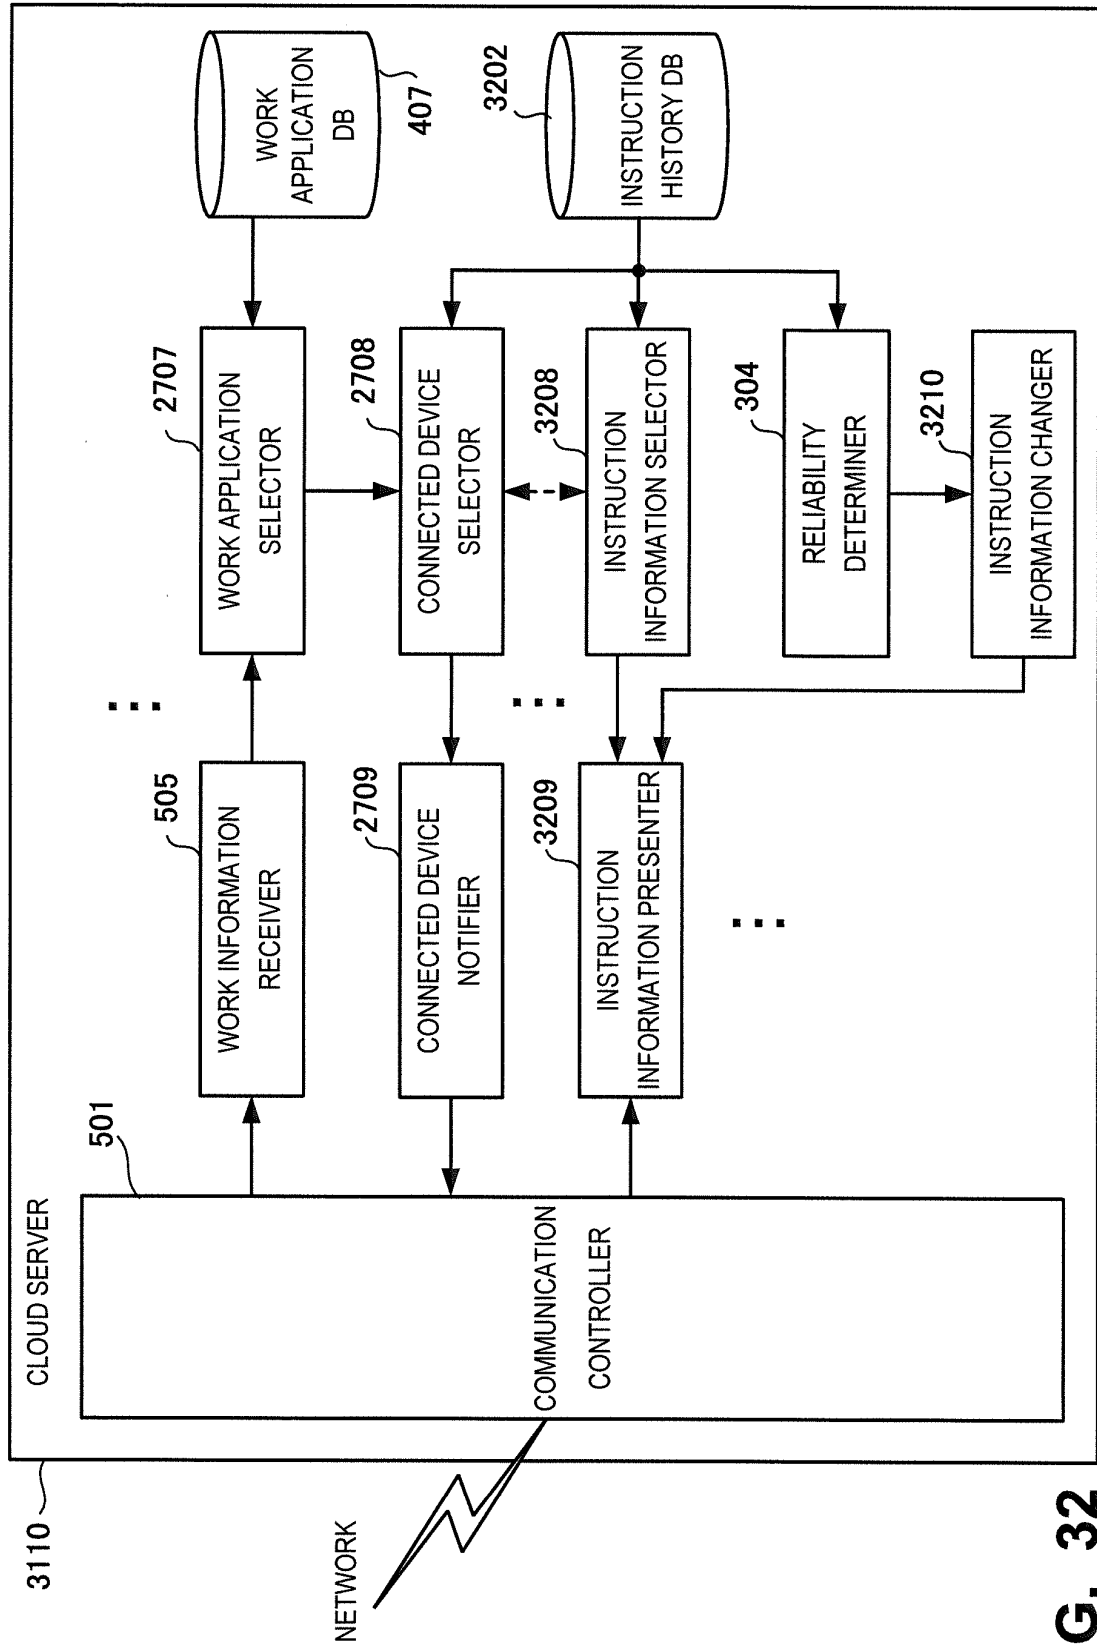 3110
CLOUD SERVER
NETWORK
501
COMMUNICATION
CONTROLLER
505
WORK INFORMATION
RECEIVER
2707
WORK APPLICATION
SELECTOR
WORK
APPLICATION
DB
407
2709
CONNECTED DEVICE
NOTIFIER
2708
CONNECTED DEVICE
SELECTOR
3202
INSTRUCTION
HISTORY DB
3209
INSTRUCTION
INFORMATION PRESENTER
3208
INSTRUCTION
INFORMATION SELECTOR
304
RELIABILITY
DETERMINER
3210
INSTRUCTION
INFORMATION CHANGER
G. 32